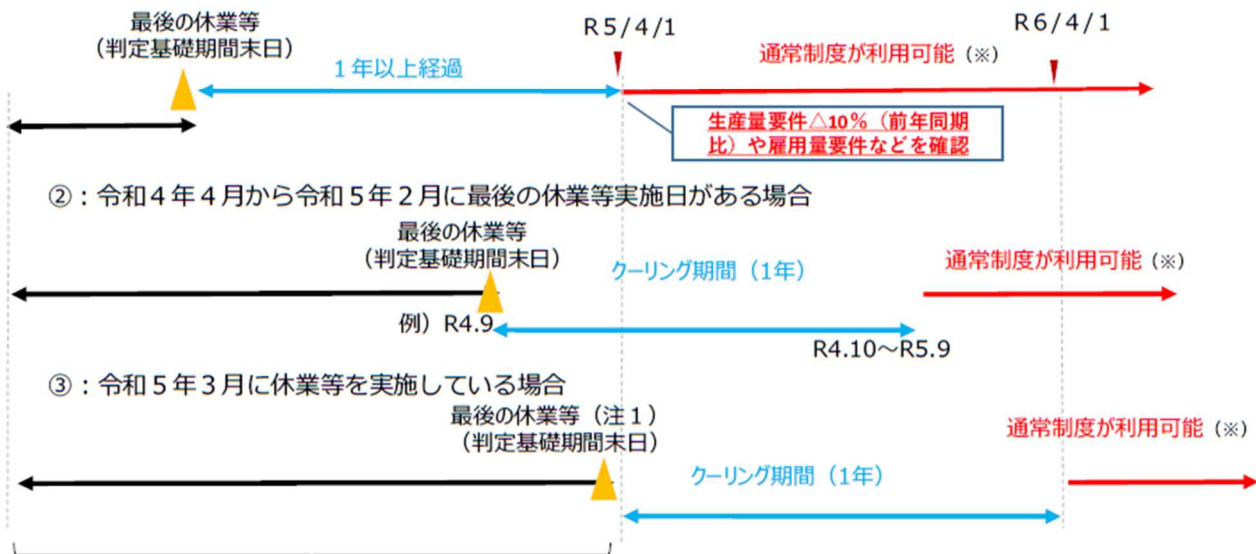 最後の休業等
（判定基礎期間末日）
R５/４/１
R６/４/１
１年以上経過
通常制度が利用可能（※）
生産量要件△10％（前年同期
比）や雇用量要件などを確認
②：令和４年４月から令和５年２月に最後の休業等実施日がある場合
最後の休業等
（判定基礎期間末日）
クーリング期間（1年）
通常制度が利用可能（※）
例）R4.9
R4.10～R5.9
③：令和５年３月に休業等を実施している場合
最後の休業等（注１）
（判定基礎期間末日）
通常制度が利用可能（※）
クーリング期間（1年）